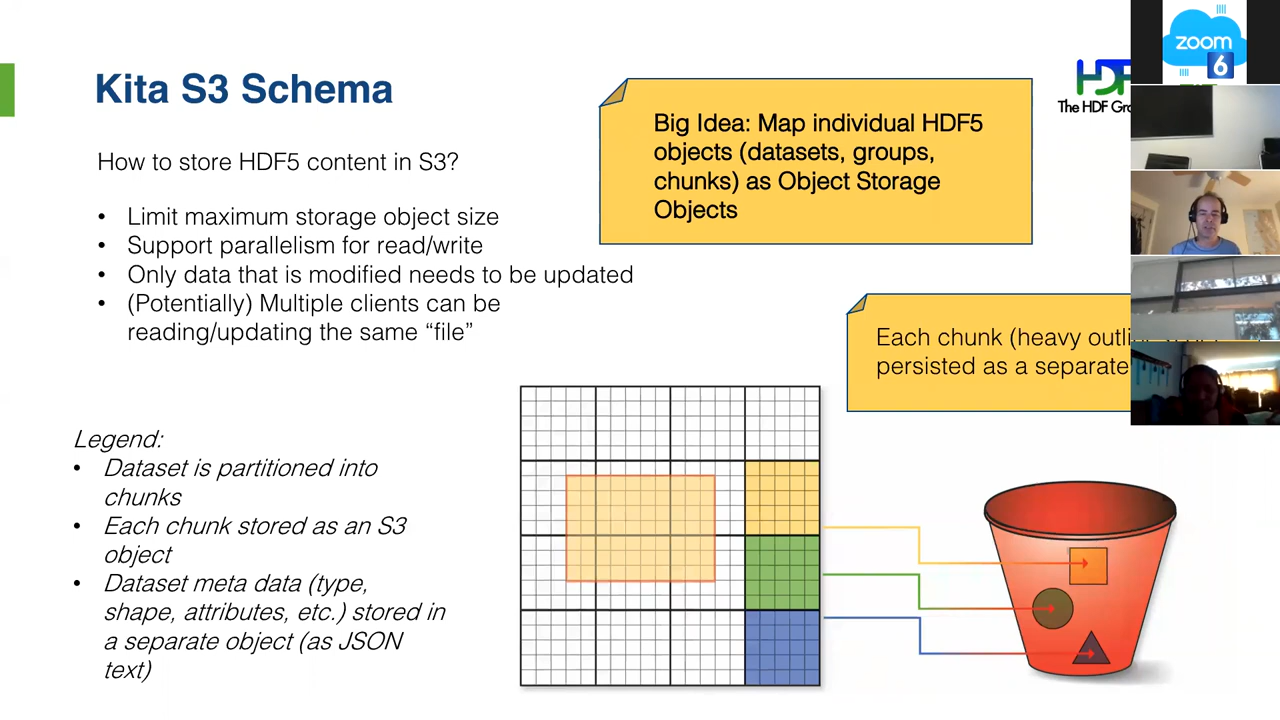 Kita S3 Schema
How to store HDF5 content in S3?
• Limit maximum storage object size
• Support parallelism for read/write
• Only data that is modified needs to be updated
• (Potentially) Multiple clients can be
reading/updating the same “file”
Big Idea: Map individual HDF5
objects (datasets, groups,
chunks) as Object Storage
Objects
HDF
The HDF
zoom
6
Each chunk (heavy
persisted as a separate
Legend:
• Dataset is partitioned into
chunks
• Each chunk stored as an S3
object
• Dataset meta data (type,
shape, attributes, etc.) stored in
a separate object (as JSON
text)